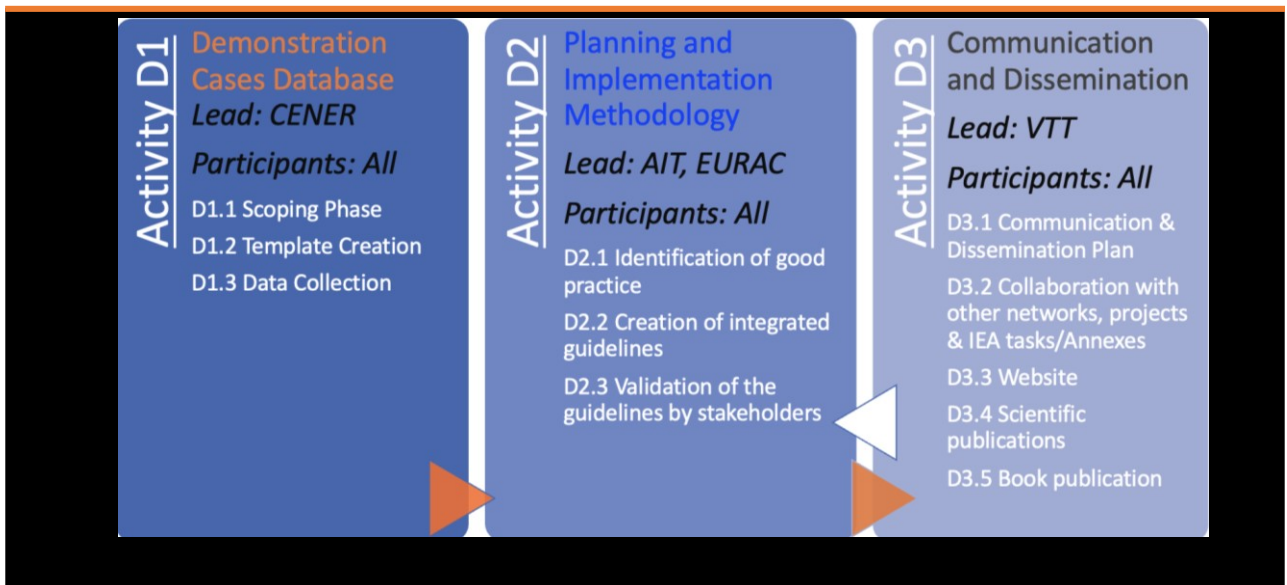 Activity D1
Demonstration
Cases Database
Lead: CENER
Participants: All
D1.1 Scoping Phase
D1.2 Template Creation
D1.3 Data Collection
Activity D2
Planning and
Implementation
Methodology
Lead: AIT, EURAC
Participants: All
D2.1 Identification of good
practice
D2.2 Creation of integrated
guidelines
D2.3 Validation of the
guidelines by stakeholders
Activity D3
Communication
and Dissemination
Lead: VTT
Participants: All
D3.1 Communication &
Dissemination Plan
D3.2 Collaboration with
other networks, projects
& IEA tasks/Annexes
D3.3 Website
D3.4 Scientific
publications
D3.5 Book publication